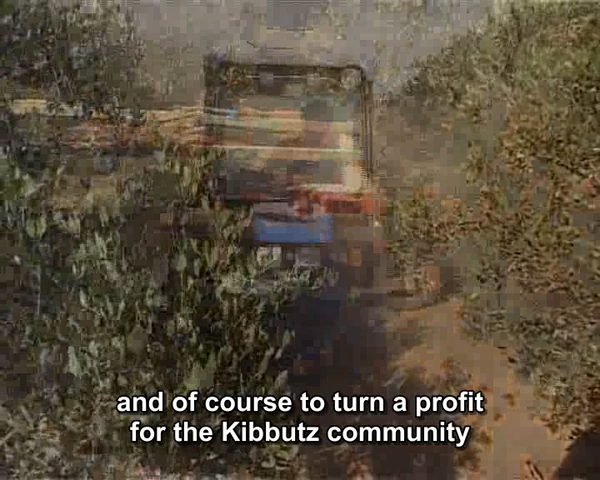 and of course to turn a profit
for the Kibbutz community